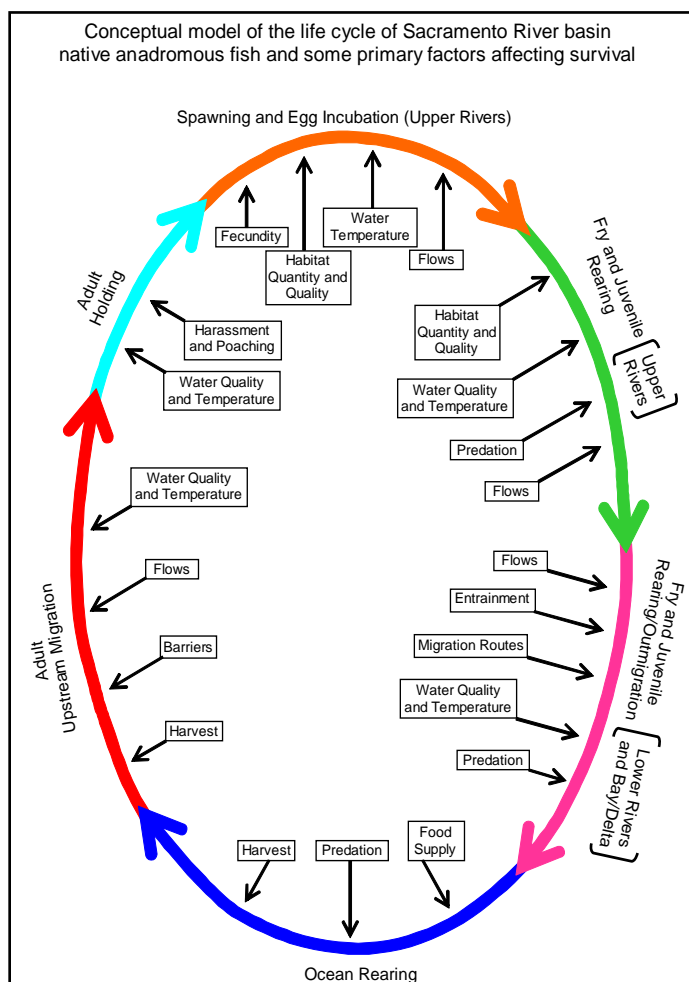 Conceptual model of the life cycle of Sacramento River basin
native anadromous fish and some primary factors affecting survival
Spawning and Egg Incubation (Upper Rivers)
Fecundity
Habitat
Quantity and
Quality
Water
Temperature
Flows
Fry and Juvenile
Rearing
Upper
Rivers
Habitat
Quantity and
Quality
Water Quality
and Temperature
Predation
Flows
Fry and Juvenile
Rearing/Outmigration
Lower Rivers
and Bay/Delta
Flows
Entrainment
Migration Routes
Water Quality
and Temperature
Predation
Food
Supply
Predation
Harvest
Ocean Rearing
Adult
Upstream Migration
Harvest
Barriers
Flows
Water Quality
and Temperature
Adult
Holding
Water Quality
and Temperature
Harassment
and Poaching